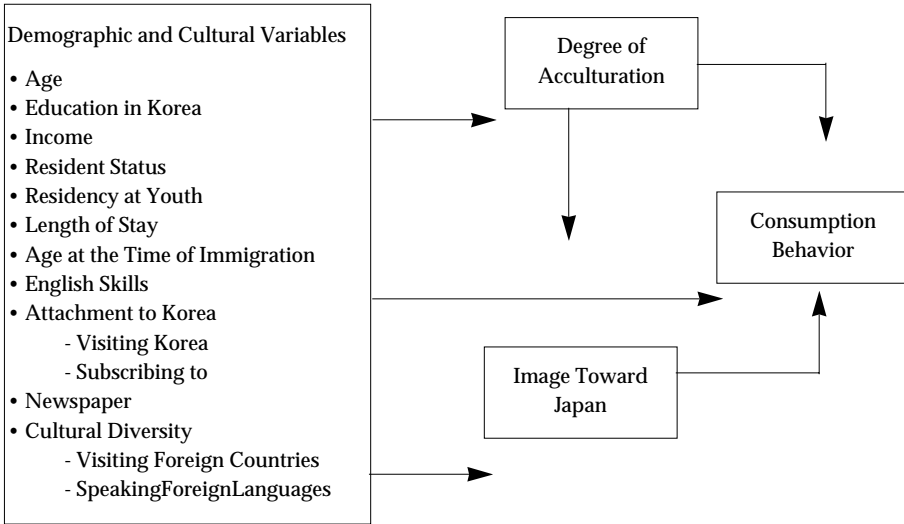 Demographic and Cultural Variables
• Age
• Education in Korea
• Income
• Resident Status
• Residency at Youth
• Length of Stay
• Age at the Time of Immigration
• English Skills
• Attachment to Korea
- Visiting Korea
- Subscribing to
• Newspaper
• Cultural Diversity
- Visiting Foreign Countries
- SpeakingForeignLanguages
Degree of
Acculturation
Consumption
Behavior
Image Toward
Japan